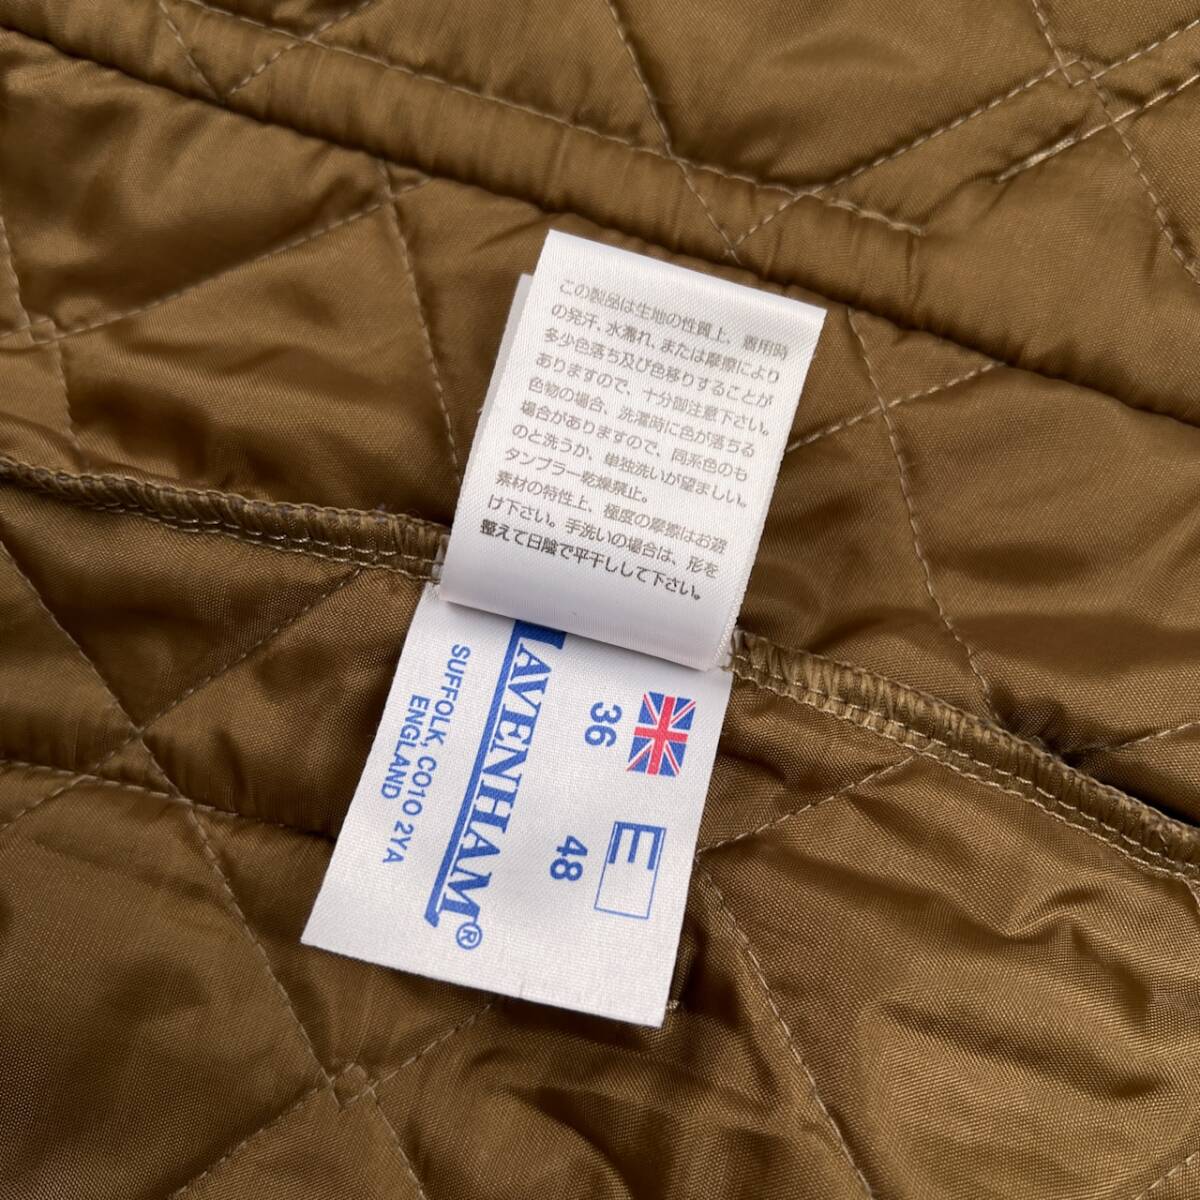 この製品は生地の性質上、着用時
の発汗、水濡れ、または摩擦により
多少色落ち及び色移りすることが
ありますので、十分御注意下さい。
色物の場合、洗濯時に色が落ちる
場合がありますので、同系色のも
のと洗うか、単独洗いが望ましい。
タンブラー乾燥禁止。
素材の特性上、極度の摩擦はお避
け下さい。手洗いの場合は、形を
整えて日陰で平干しして下さい。
LAVENHAM®
SUFFOLK, CO10 2YA
ENGLAND
36
E
48